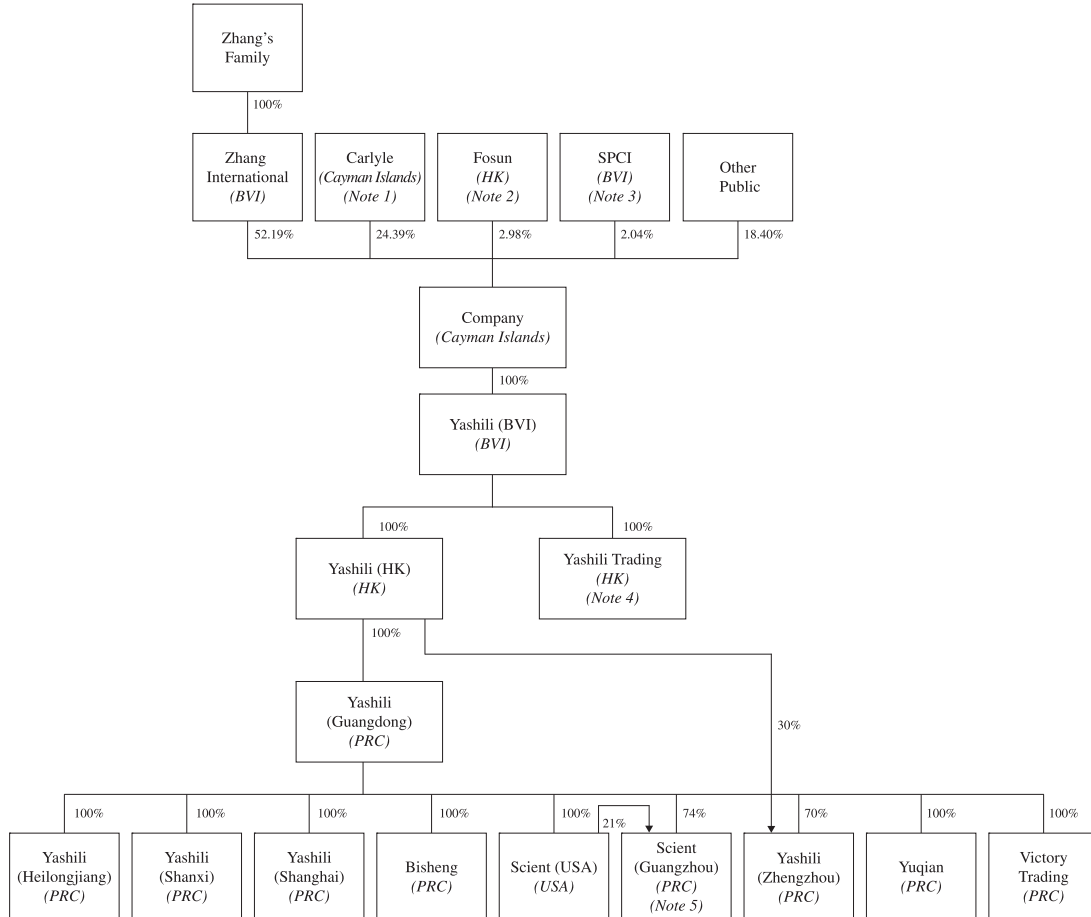 Zhang's
Family
100%
Zhang
International
(BVI)
Carlyle
(Cayman Islands)
(Note 1)
Fosun
(HK)
(Note 2)
SPCI
(BVI)
(Note 3)
Other
Public
52.19%
24.39%
2.98%
2.04%
18.40%
Company
(Cayman Islands)
100%
Yashili (BVI)
(BVI)
100%
100%
Yashili (HK)
(HK)
Yashili Trading
(HK)
(Note 4)
100%
Yashili
(Guangdong)
(PRC)
30%
100%
100%
100%
100%
100%
21%
74%
70%
100%
100%
Yashili
(Heilongjiang)
(PRC)
Yashili
(Shanxi)
(PRC)
Yashili
(Shanghai)
(PRC)
Bisheng
(PRC)
Scient (USA)
(USA)
Scient
(Guangzhou)
(PRC)
(Note 5)
Yashili
(Zhengzhou)
(PRC)
Yuqian
(PRC)
Victory
Trading
(PRC)